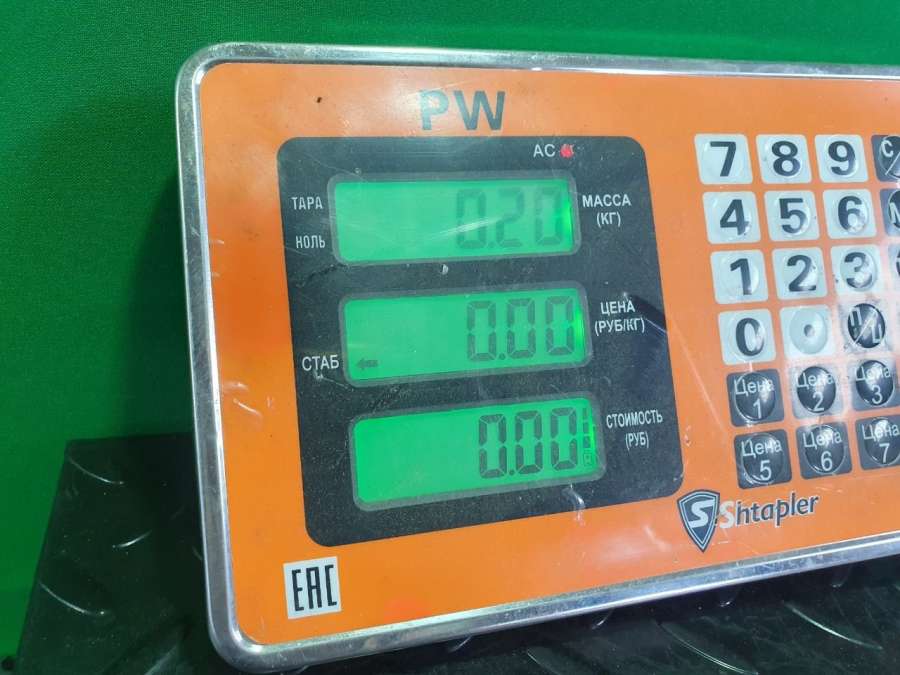 PW
AC
ТАРА
НОЛЬ
0.20
МАССА
(КГ)
0.00
ЦЕНА
(РУБ/КГ)
СТАБ
0.00
СТОИМОСТЬ
(РУБ)
7 8 9
4 5 6
1 2 3
0
Цена 1
Цена 2
Цена 3
Цена 5
Цена 6
Цена 7
S Shtapler
EAC